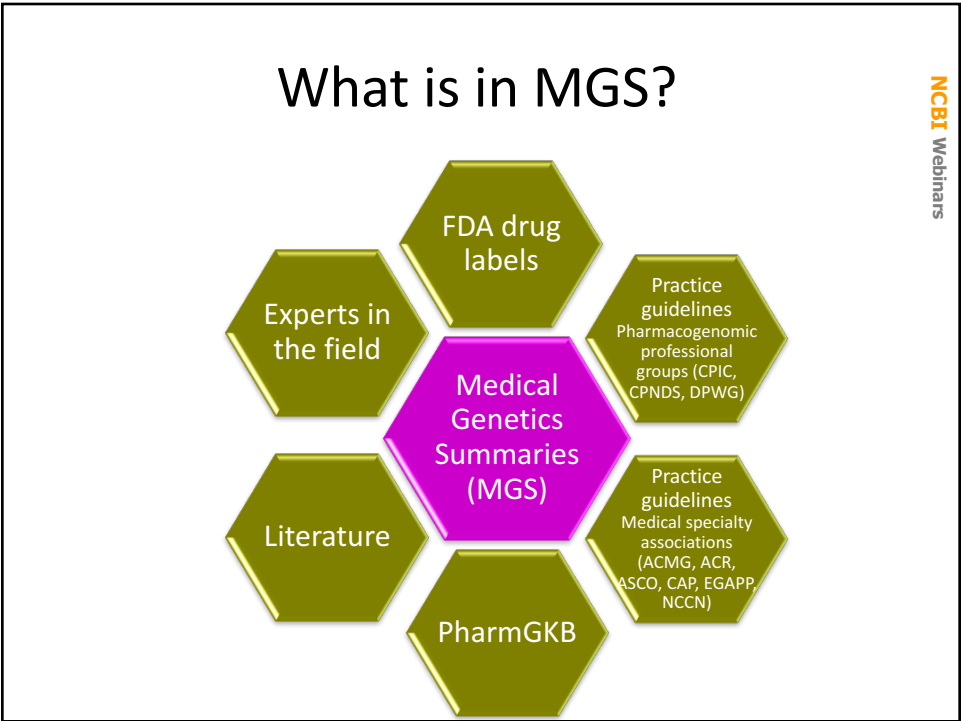 What is in MGS?
NCBI Webinars
FDA drug
labels
Experts in
the field
Practice
guidelines
Pharmacogenomic
professional
groups (CPIC,
CPNDS, DPWG)
Medical
Genetics
Summaries
(MGS)
Literature
Practice
guidelines
Medical specialty
associations
(ACMG, ACR,
ASCO, CAP, EGAPP,
NCCN)
PharmGKB